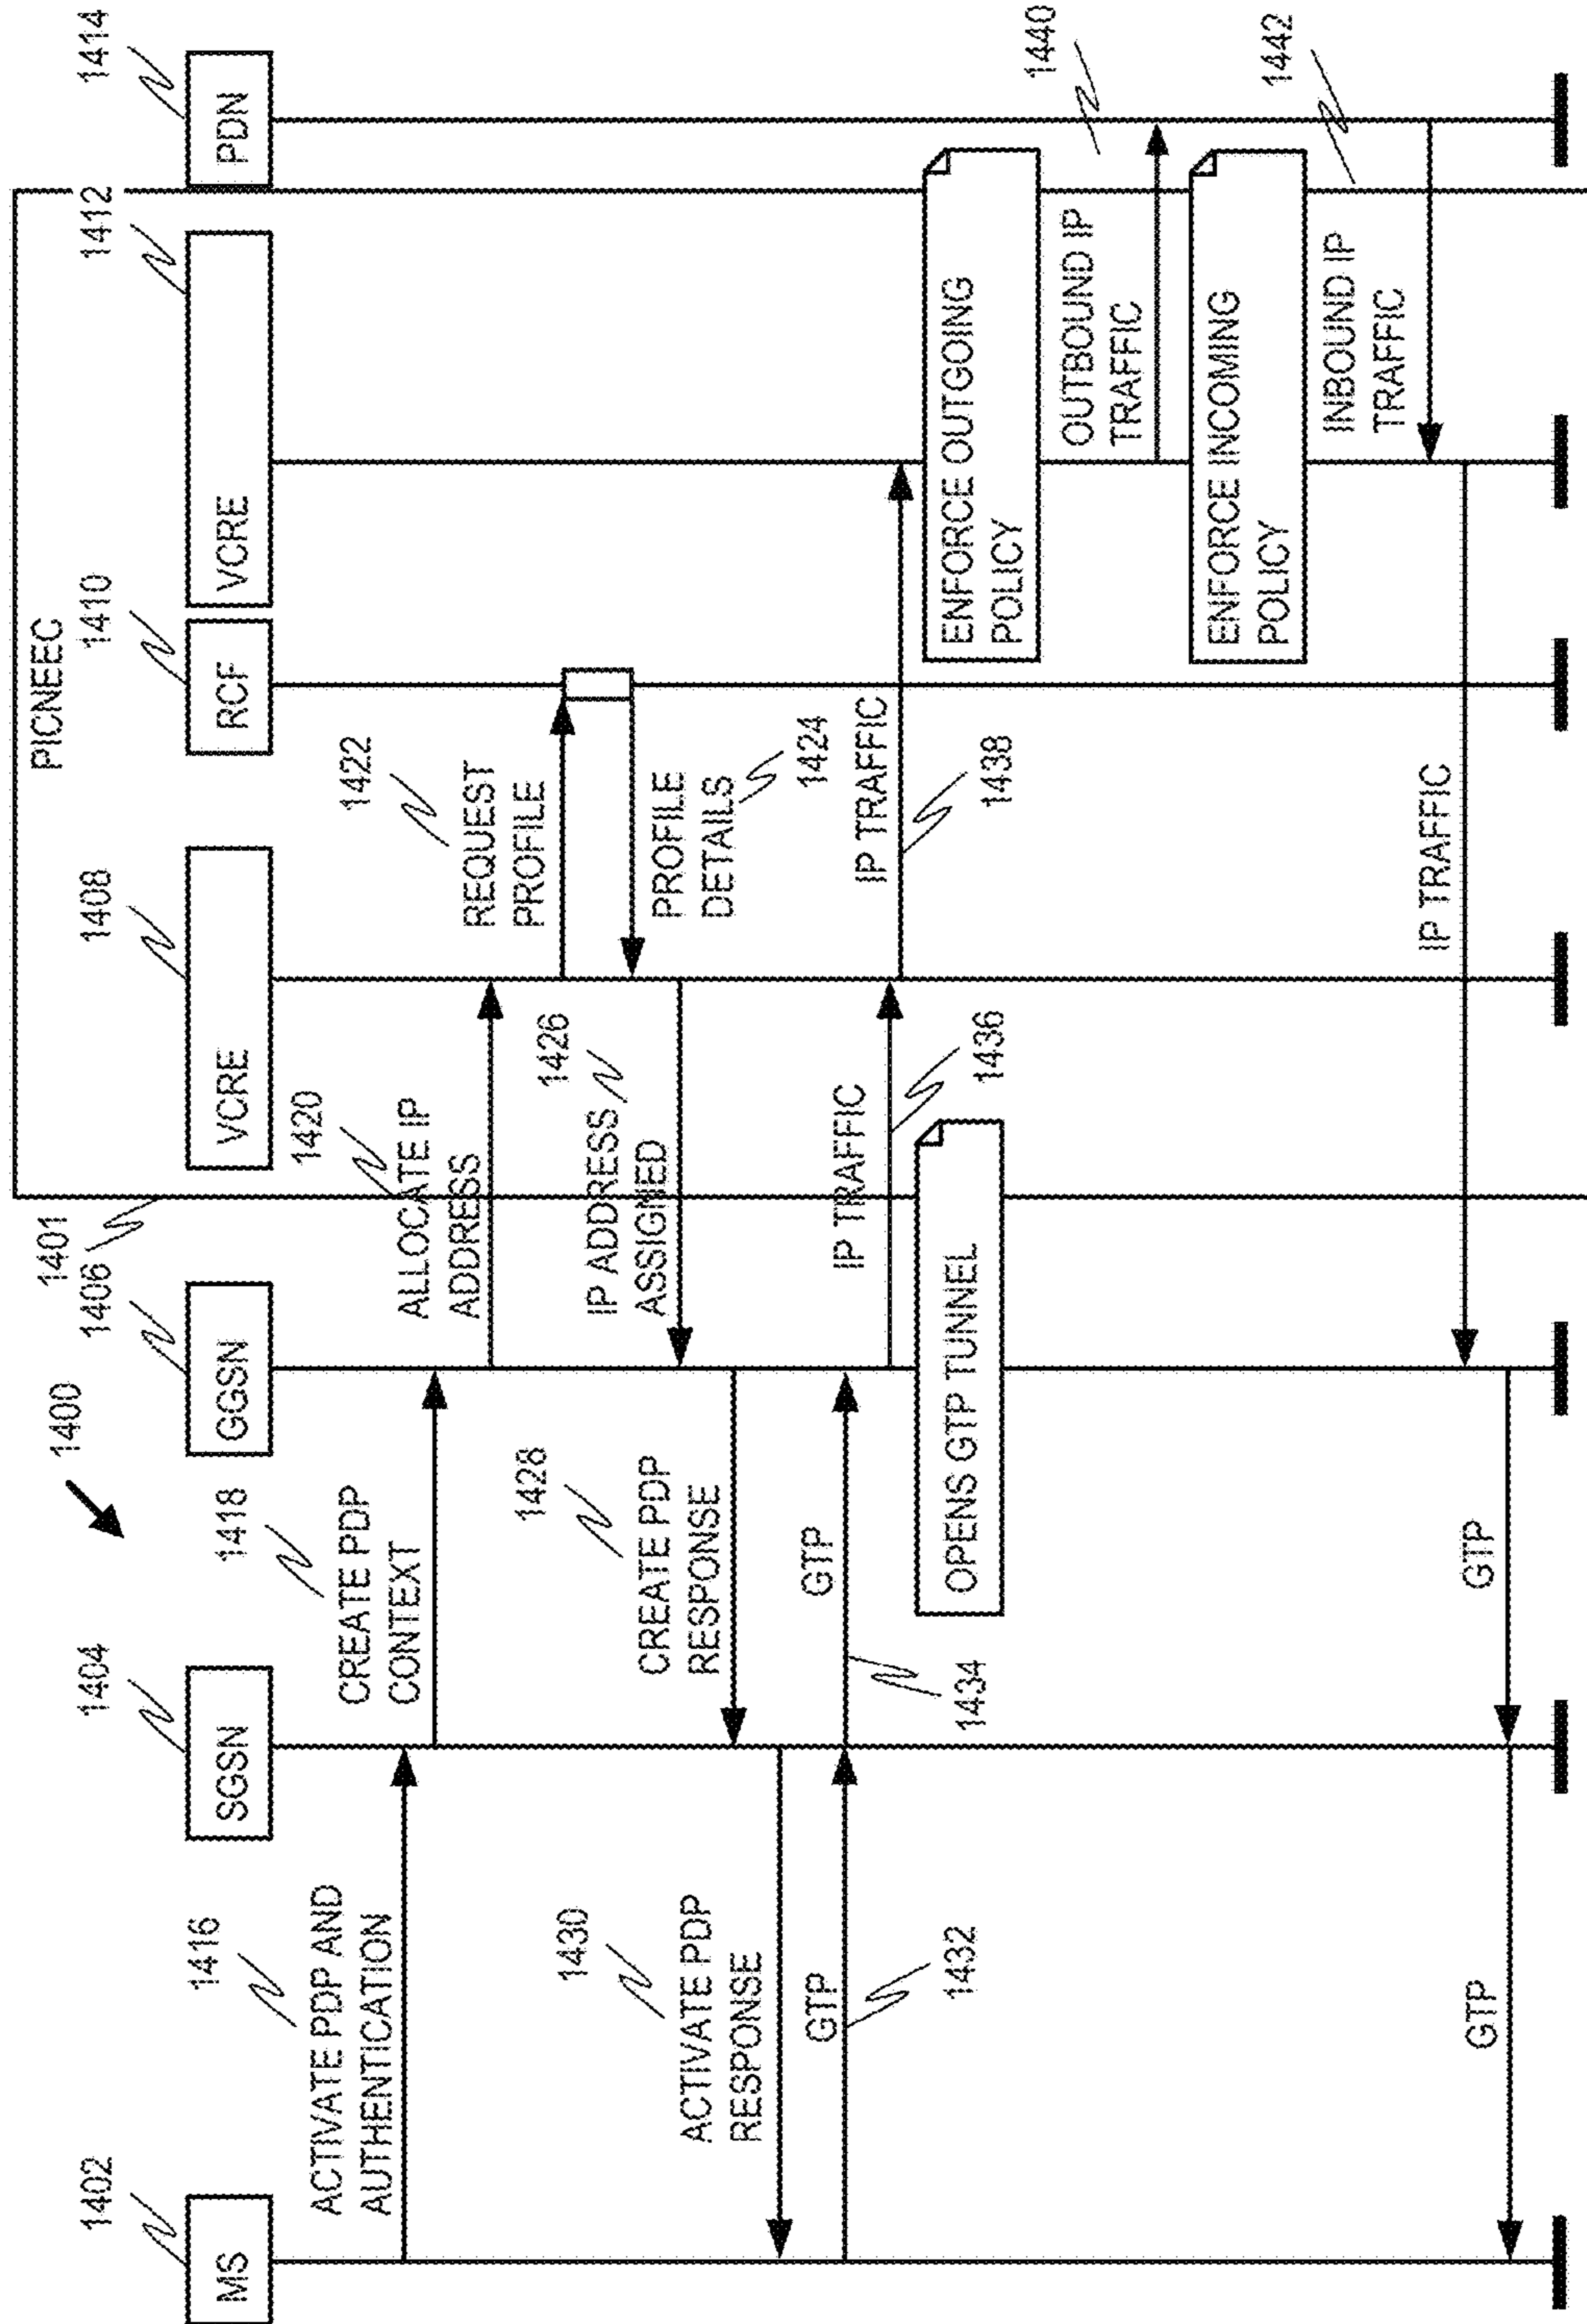 1400
PICNEEC
1401
1402
1404
1406
1408
1410
1412
1414
MS
SGSN
GGSN
VCRE
RCF
VCRE
PDN
1416
ACTIVATE PDP AND
AUTHENTICATION
1418
CREATE PDP
CONTEXT
1420
ALLOCATE IP
ADDRESS
1422
REQUEST
PROFILE
PROFILE
DETAILS
1424
1426
IP ADDRESS
ASSIGNED
1428
CREATE PDP
RESPONSE
1430
ACTIVATE PDP
RESPONSE
GTP
1432
GTP
1434
IP TRAFFIC
1436
IP TRAFFIC
1438
OPENS GTP TUNNEL
ENFORCE OUTGOING
POLICY
1440
OUTBOUND IP
TRAFFIC
ENFORCE INCOMING
POLICY
1442
INBOUND IP
TRAFFIC
IP TRAFFIC
GTP
GTP